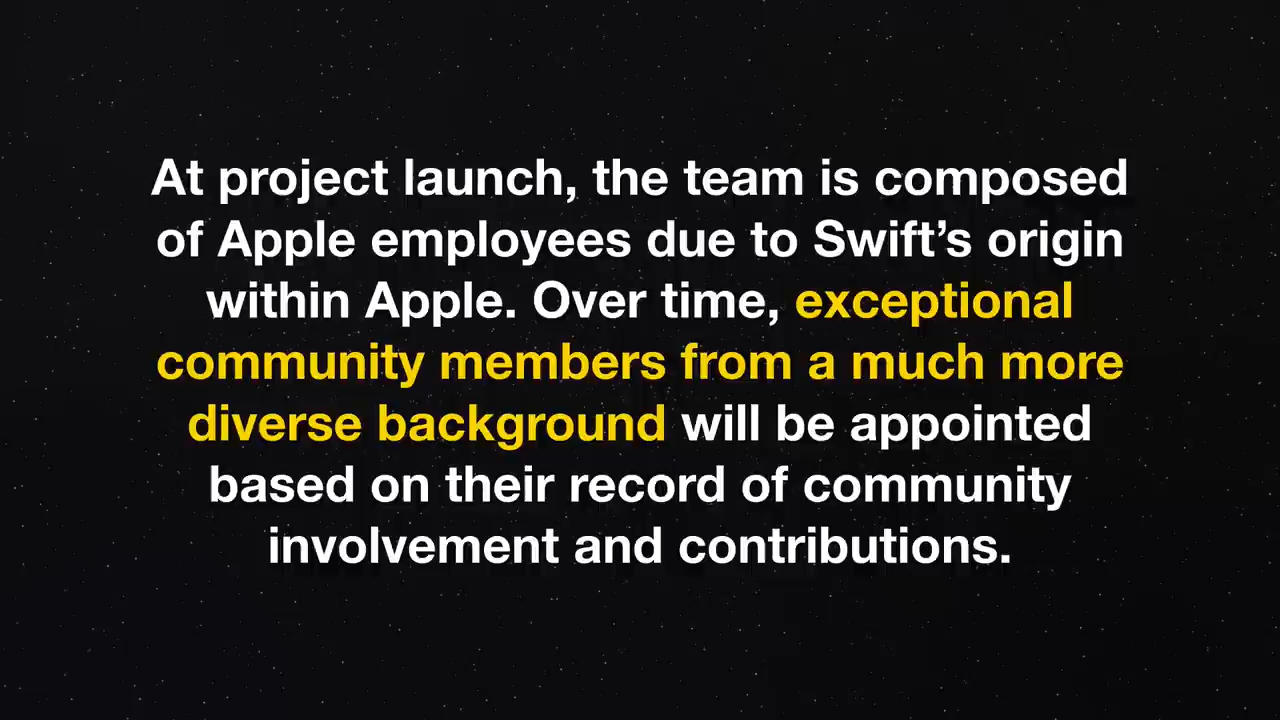 At project launch, the team is composed
of Apple employees due to Swift’s origin
within Apple. Over time, exceptional
community members from a much more
diverse background will be appointed
based on their record of community
involvement and contributions.